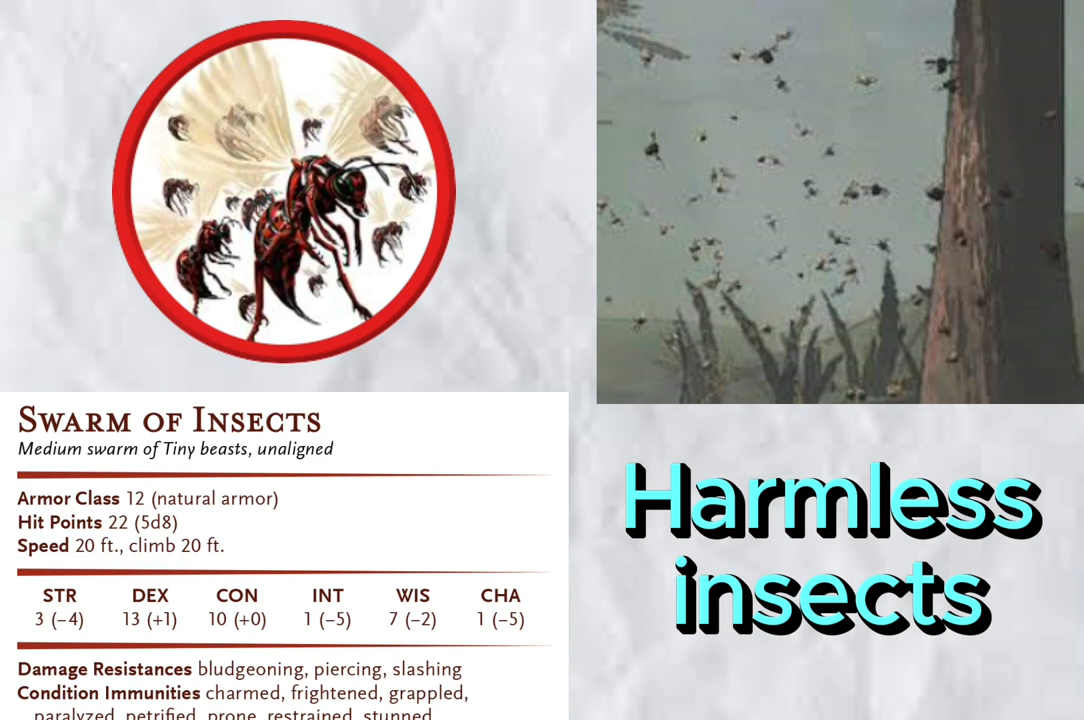 Swarm of Insects
Medium swarm of Tiny beasts, unaligned
Armor Class 12 (natural armor)
Hit Points 22 (5d8)
Speed 20 ft., climb 20 ft.
STR DEX CON INT WIS CHA
3 (−4) 13 (+1) 10 (+0) 1 (−5) 7 (−2) 1 (−5)
Damage Resistances bludgeoning, piercing, slashing
Condition Immunities charmed, frightened, grappled,
paralyzed, petrified, prone, restrained, stunned
Harmless
insects